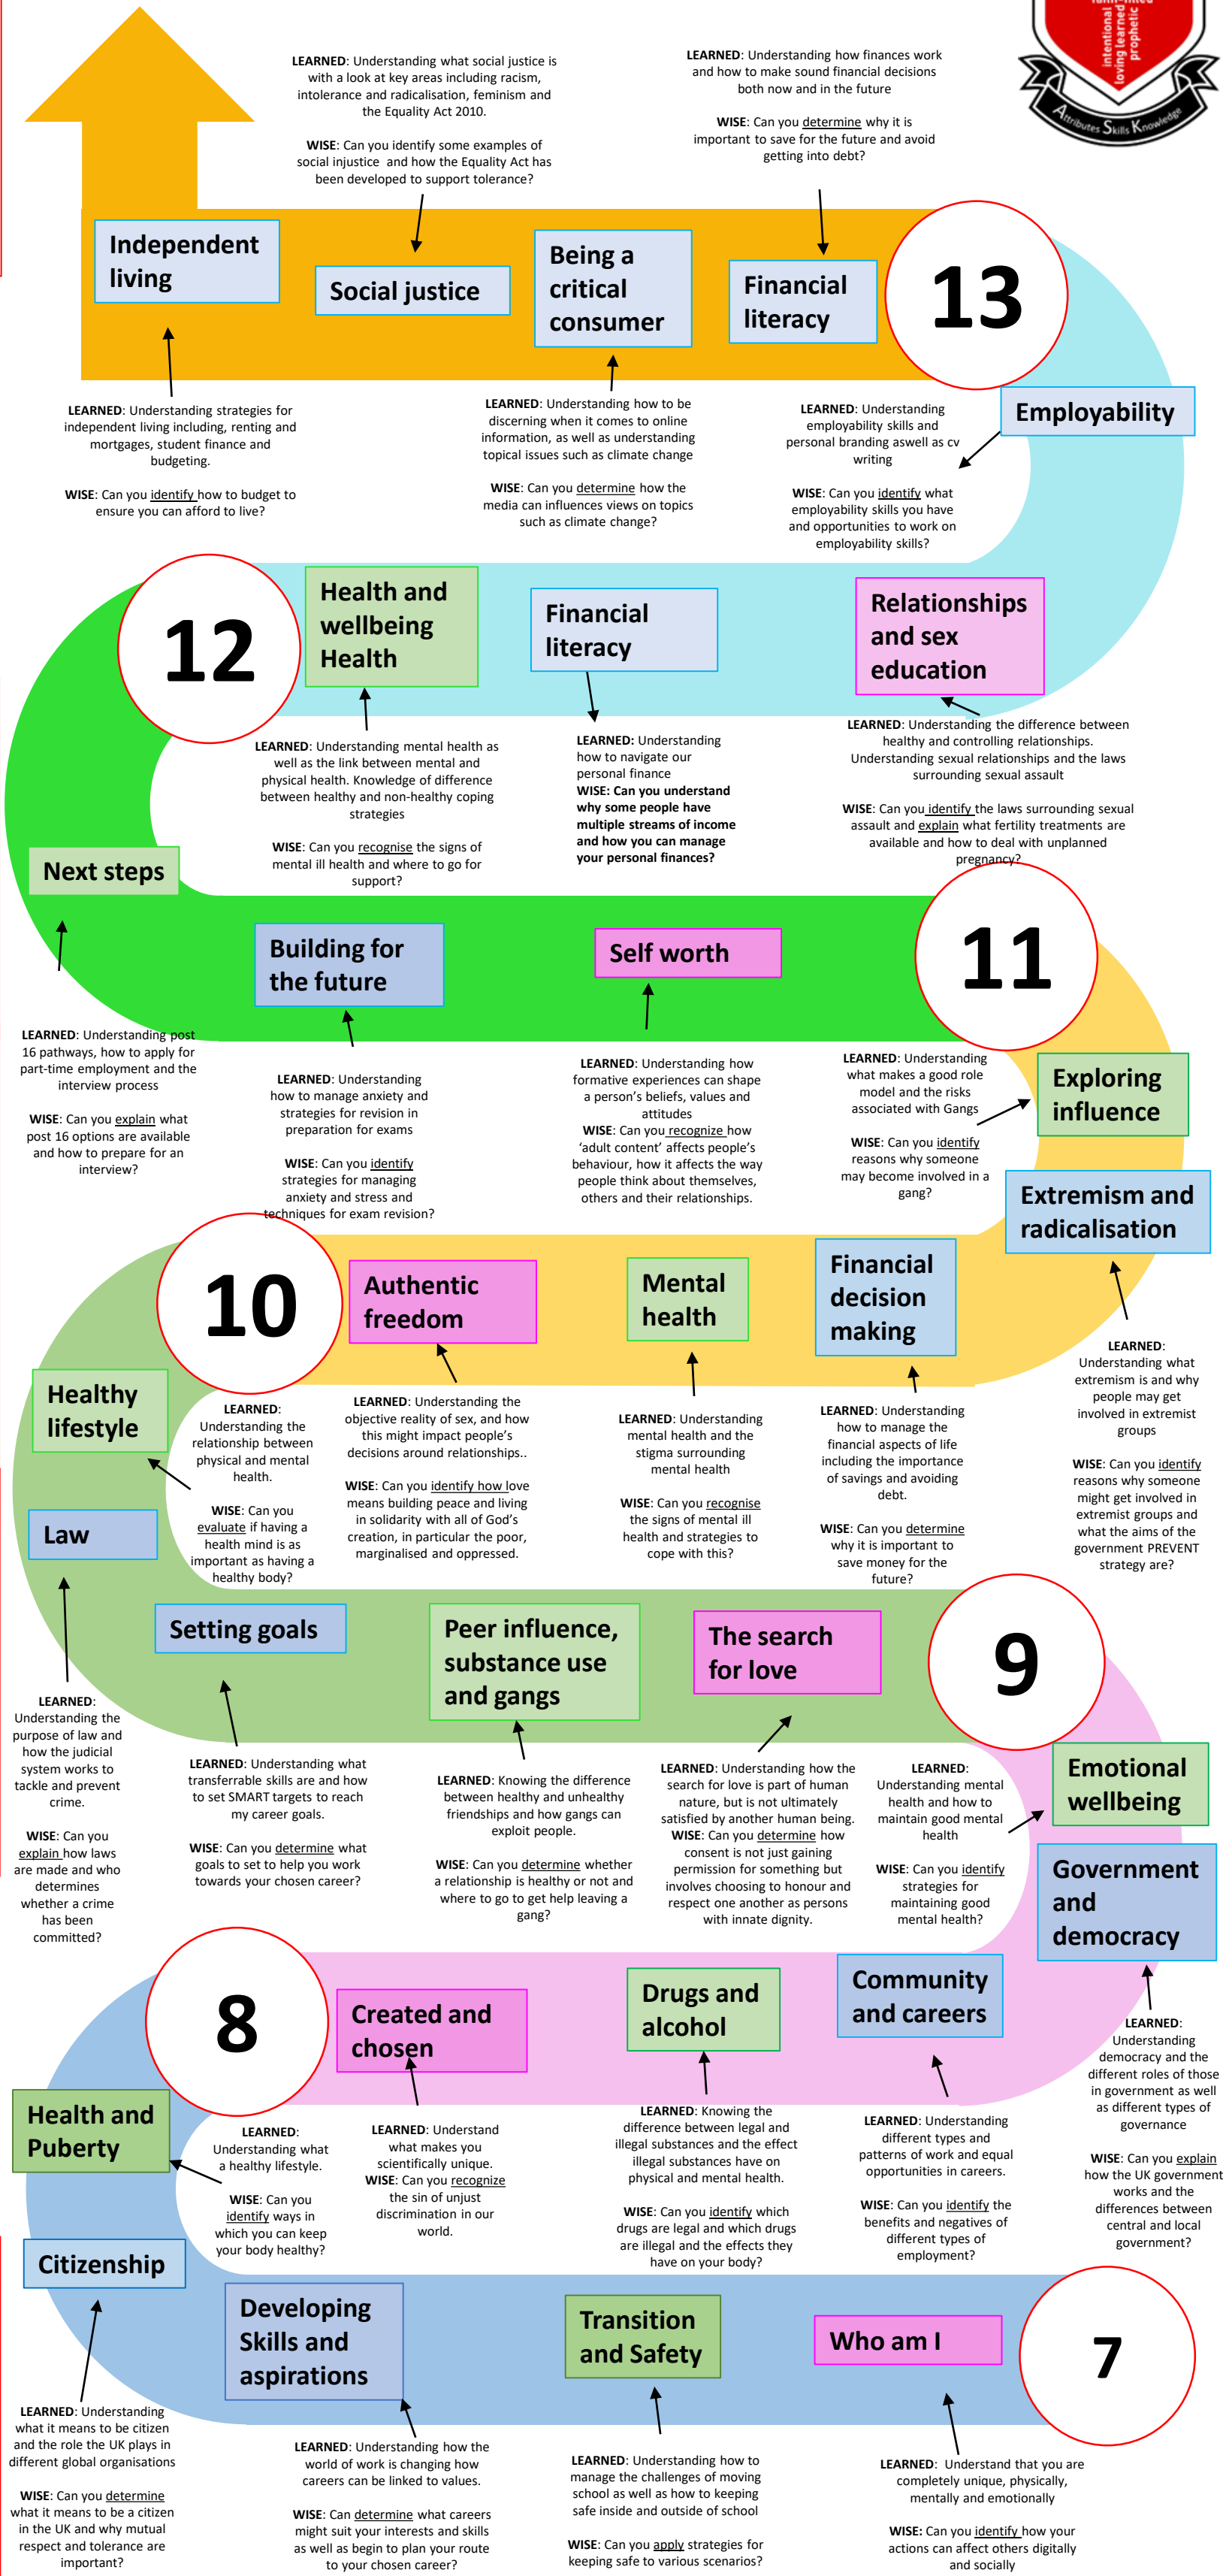 faith-filled
intentional
loving learned
prophetic
Attributes Skills Knowledge
LEARNED: Understanding what social justice is
with a look at key areas including racism,
intolerance and radicalisation, feminism and
the Equality Act 2010.
WISE: Can you identify some examples of
social injustice  and how the Equality Act has
been developed to support tolerance?
LEARNED: Understanding how finances work
and how to make sound financial decisions
both now and in the future
WISE: Can you determine why it is
important to save for the future and avoid
getting into debt?
Independent
living
Social justice
Being a
critical
consumer
Financial
literacy
13
LEARNED: Understanding strategies for
independent living including, renting and
mortgages, student finance and
budgeting.
WISE: Can you identify how to budget to
ensure you can afford to live?
LEARNED: Understanding how to be
discerning when it comes to online
information, as well as understanding
topical issues such as climate change
WISE: Can you determine how the
media can influences views on topics
such as climate change?
LEARNED: Understanding
employability skills and
personal branding aswell as cv
writing
WISE: Can you identify what
employability skills you have
and opportunities to work on
employability skills?
Employability
12
Health and
wellbeing
Health
Financial
literacy
Relationships
and sex
education
LEARNED: Understanding mental health as
well as the link between mental and
physical health. Knowledge of difference
between healthy and non-healthy coping
strategies
WISE: Can you recognise the signs of
mental ill health and where to go for
support?
LEARNED: Understanding
how to navigate our
personal finance
WISE: Can you understand
why some people have
multiple streams of income
and how you can manage
your personal finances?
LEARNED: Understanding the difference between
healthy and controlling relationships.
Understanding sexual relationships and the laws
surrounding sexual assault
WISE: Can you identify the laws surrounding sexual
assault and explain what fertility treatments are
available and how to deal with unplanned
pregnancy?
Next steps
Building for
the future
Self worth
11
LEARNED: Understanding post
16 pathways, how to apply for
part-time employment and the
interview process
WISE: Can you explain what
post 16 options are available
and how to prepare for an
interview?
LEARNED: Understanding
how to manage anxiety and
strategies for revision in
preparation for exams
WISE: Can you identify
strategies for managing
anxiety and stress and
techniques for exam revision?
LEARNED: Understanding how
formative experiences can shape
a person's beliefs, values and
attitudes
WISE: Can you recognize how
‘adult content’ affects people’s
behaviour, how it affects the way
people think about themselves,
others and their relationships.
LEARNED: Understanding
what makes a good role
model and the risks
associated with Gangs
WISE: Can you identify
reasons why someone
may become involved in a
gang?
Exploring
influence
Extremism and
radicalisation
10
Authentic
freedom
Mental
health
Financial
decision
making
Healthy
lifestyle
LEARNED:
Understanding the
relationship between
physical and mental
health.
WISE: Can you
evaluate if having a
health mind is as
important as having a
healthy body?
LEARNED: Understanding the
objective reality of sex, and how
this might impact people’s
decisions around relationships..
WISE: Can you identify how love
means building peace and living
in solidarity with all of God’s
creation, in particular the poor,
marginalised and oppressed.
LEARNED: Understanding
mental health and the
stigma surrounding
mental health
WISE: Can you recognise
the signs of mental ill
health and strategies to
cope with this?
LEARNED: Understanding
how to manage the
financial aspects of life
including the importance
of savings and avoiding
debt.
WISE: Can you determine
why it is important to
save money for the
future?
LEARNED:
Understanding what
extremism is and why
people may get
involved in extremist
groups
WISE: Can you identify
reasons why someone
might get involved in
extremist groups and
what the aims of the
government PREVENT
strategy are?
Law
Setting goals
Peer influence,
substance use
and gangs
The search
for love
9
LEARNED:
Understanding the
purpose of law and
how the judicial
system works to
tackle and prevent
crime.
WISE: Can you
explain how laws
are made and who
determines
whether a crime
has been
committed?
LEARNED: Understanding what
transferrable skills are and how
to set SMART targets to reach
my career goals.
WISE: Can you determine what
goals to set to help you work
towards your chosen career?
LEARNED: Knowing the difference
between healthy and unhealthy
friendships and how gangs can
exploit people.
WISE: Can you determine whether
a relationship is healthy or not and
where to go to get help leaving a
gang?
LEARNED: Understanding how the
search for love is part of human
nature, but is not ultimately
satisfied by another human being.
WISE: Can you determine how
consent is not just gaining
permission for something but
involves choosing to honour and
respect one another as persons
with innate dignity.
LEARNED:
Understanding mental
health and how to
maintain good mental
health
WISE: Can you identify
strategies for
maintaining good
mental health?
Emotional
wellbeing
Government
and
democracy
8
Created and
chosen
Drugs and
alcohol
Community
and careers
Health and
Puberty
LEARNED:
Understanding what
a healthy lifestyle.
WISE: Can you
identify ways in
which you can keep
your body healthy?
LEARNED: Understand
what makes you
scientifically unique.
WISE: Can you recognize
the sin of unjust
discrimination in our
world.
LEARNED: Knowing the
difference between legal and
illegal substances and the effect
illegal substances have on
physical and mental health.
WISE: Can you identify which
drugs are legal and which drugs
are illegal and the effects they
have on your body?
LEARNED: Understanding
different types and
patterns of work and equal
opportunities in careers.
WISE: Can you identify the
benefits and negatives of
different types of
employment?
LEARNED:
Understanding
democracy and the
different roles of those
in government as well
as different types of
governance
WISE: Can you explain
how the UK government
works and the
differences between
central and local
government?
Citizenship
Developing
Skills and
aspirations
Transition
and Safety
Who am I
7
LEARNED: Understanding
what it means to be citizen
and the role the UK plays in
different global organisations
WISE: Can you determine
what it means to be a citizen
in the UK and why mutual
respect and tolerance are
important?
LEARNED: Understanding how the
world of work is changing how
careers can be linked to values.
WISE: Can determine what careers
might suit your interests and skills
as well as begin to plan your route
to your chosen career?
LEARNED: Understanding how to
manage the challenges of moving
school as well as how to keeping
safe inside and outside of school
WISE: Can you apply strategies for
keeping safe to various scenarios?
LEARNED:  Understand that you are
completely unique, physically,
mentally and emotionally
WISE: Can you identify how your
actions can affect others digitally
and socially